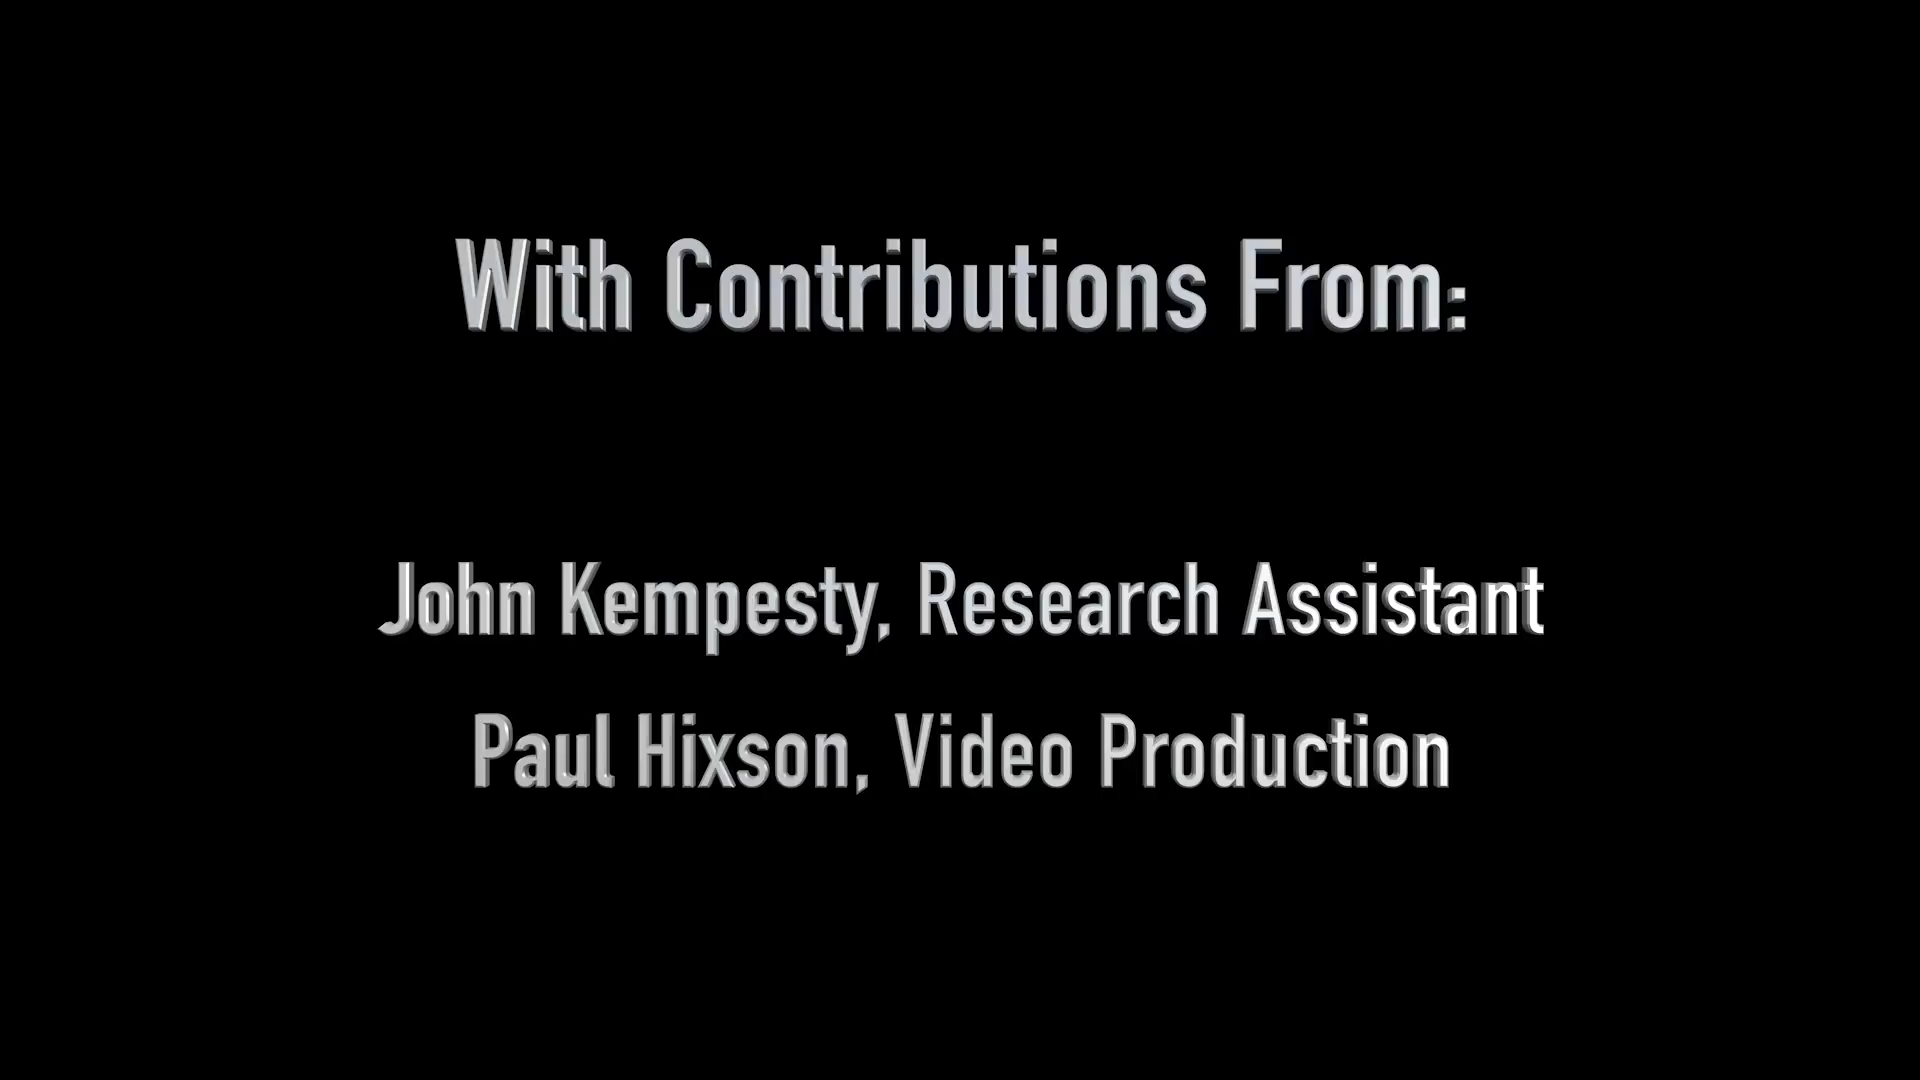 With Contributions From:
John Kempesty, Research Assistant
Paul Hixson, Video Production